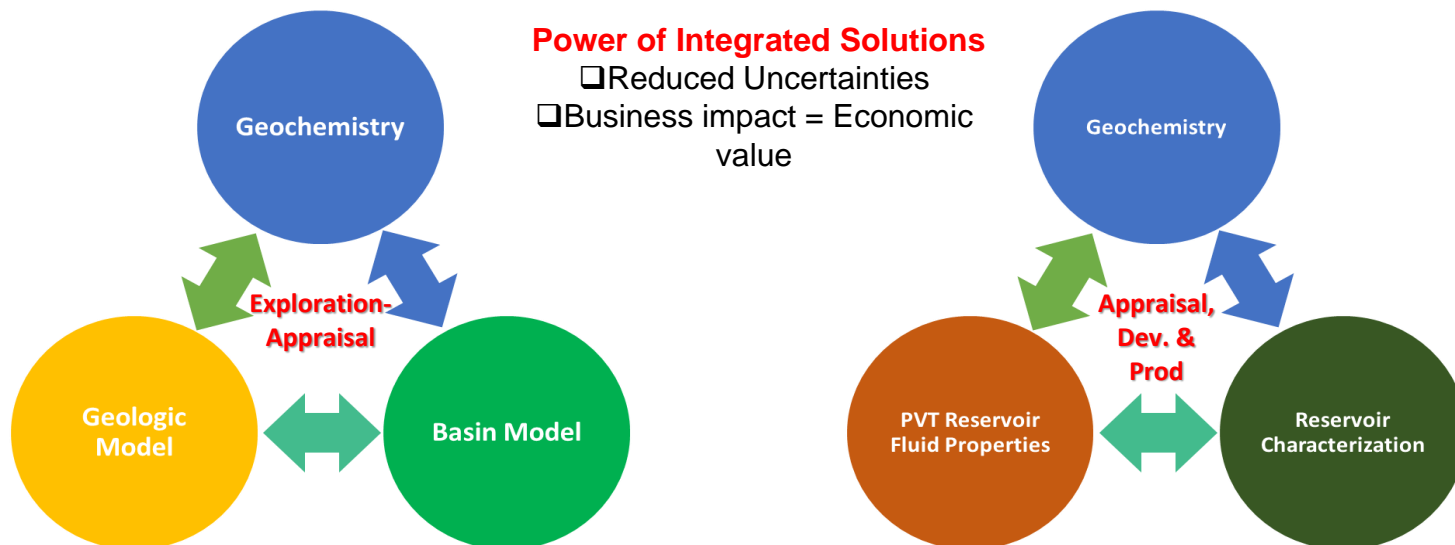 Power of Integrated Solutions
❑Reduced Uncertainties
❑Business impact = Economic
value
Geochemistry
Exploration-
Appraisal
Geologic
Model
Basin Model
Geochemistry
Appraisal,
Dev. &
Prod
PVT Reservoir
Fluid Properties
Reservoir
Characterization